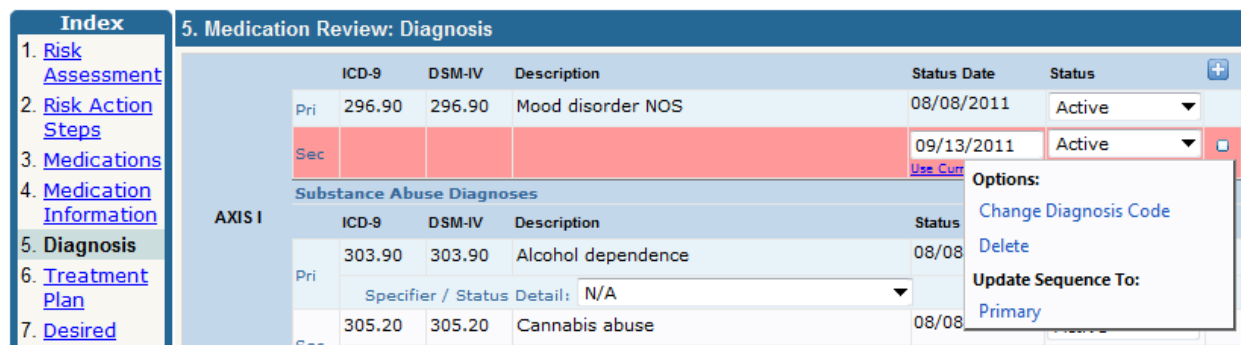 Index
1. Risk
Assessment
2. Risk Action
Steps
3. Medications
4. Medication
Information
5. Diagnosis
6. Treatment
Plan
7. Desired
5. Medication Review: Diagnosis
ICD-9 DSM-IV Description Status Date Status
Pri 296.90 296.90 Mood disorder NOS 08/08/2011 Active
Sec 09/13/2011 Active
Use Curr
Substance Abuse Diagnoses
AXIS I
ICD-9 DSM-IV Description Status
303.90 303.90 Alcohol dependence 08/08
Pri
Specifier / Status Detail: N/A
305.20 305.20 Cannabis abuse 08/08
Options:
Change Diagnosis Code
Delete
Update Sequence To:
Primary